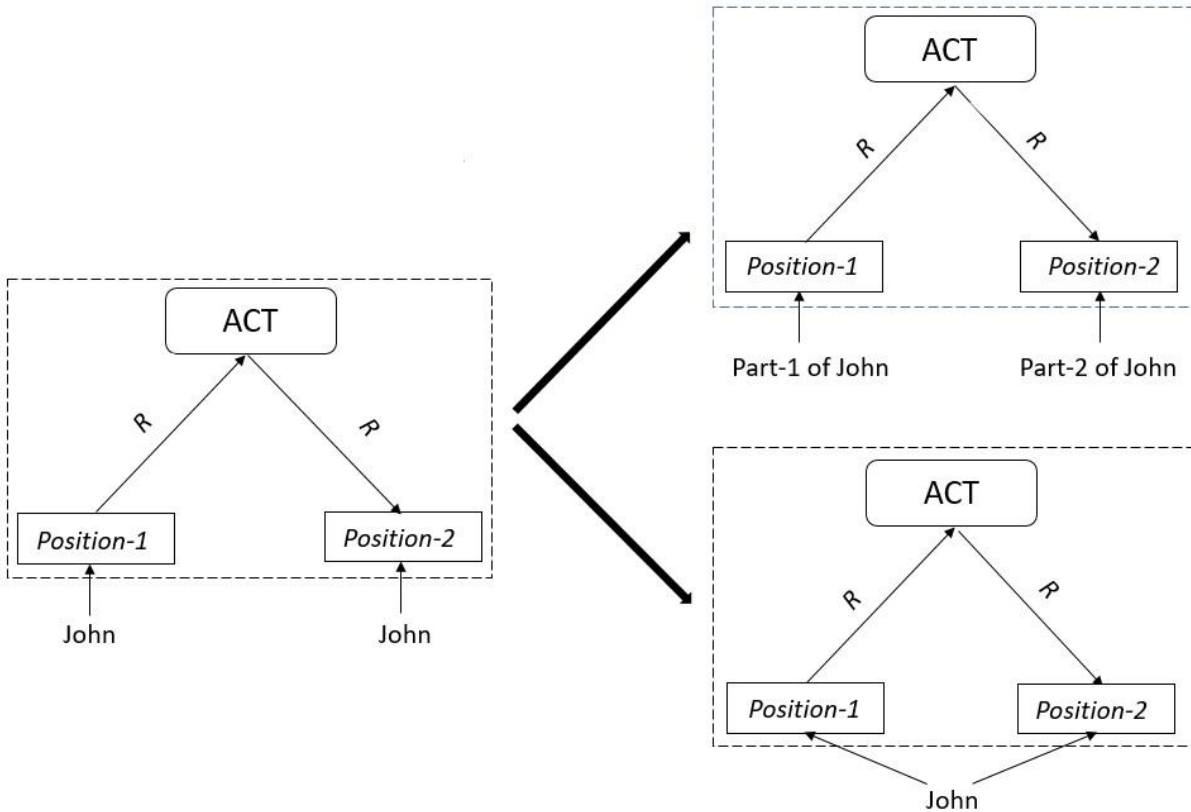 ACT
R
R
Position-1
Position-2
John
John
ACT
R
R
Position-1
Position-2
Part-1 of John
Part-2 of John
ACT
R
R
Position-1
Position-2
John